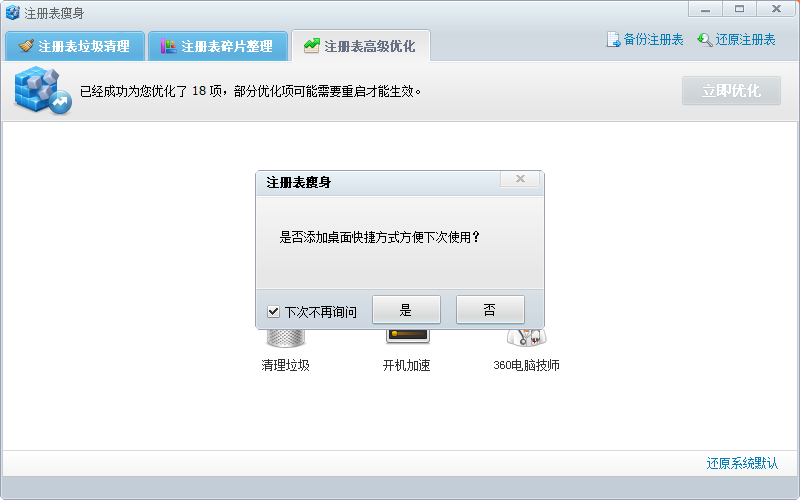 注册表瘦身
注册表垃圾清理
注册表碎片整理
注册表高级优化
备份注册表
还原注册表
已经成功为您优化了 18 项，部分优化项可能需要重启才能生效。
立即优化
注册表瘦身
是否添加桌面快捷方式方便下次使用？
下次不再询问
是
否
清理垃圾
开机加速
360电脑技师
还原系统默认